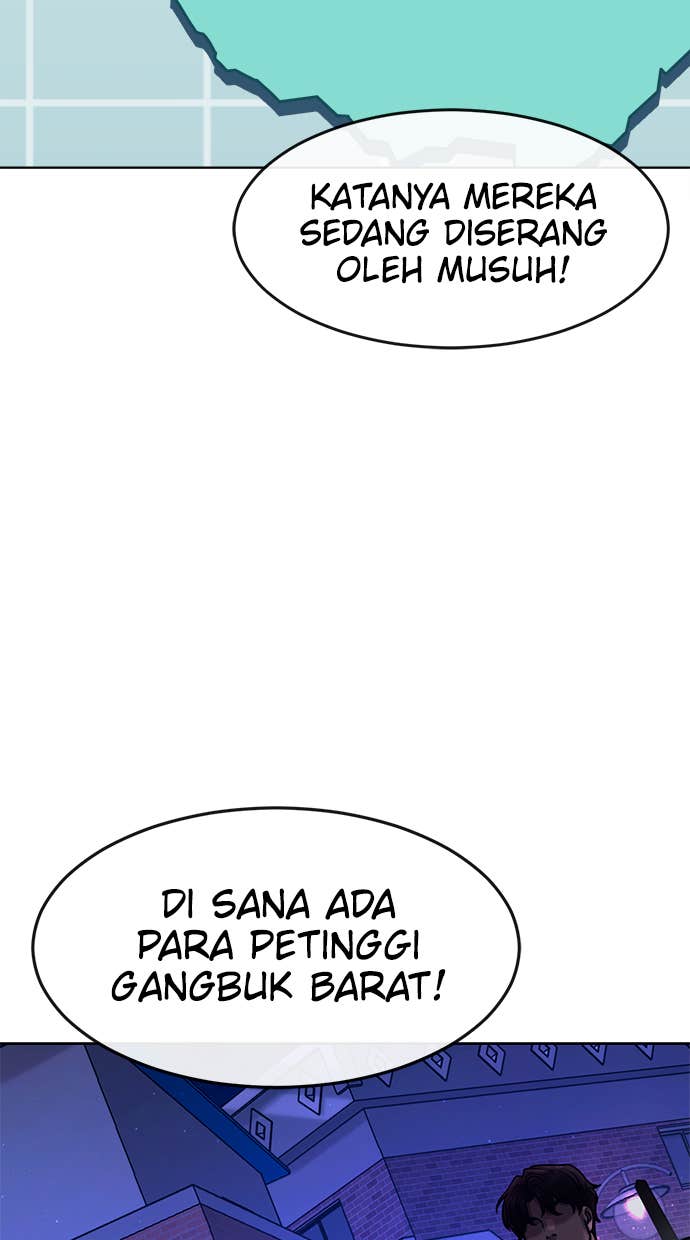 KATANYA MEREKA
SEDANG DISERANG
OLEH MUSUH!
DI SANA ADA
PARA PETINGGI
GANGBUK BARAT!